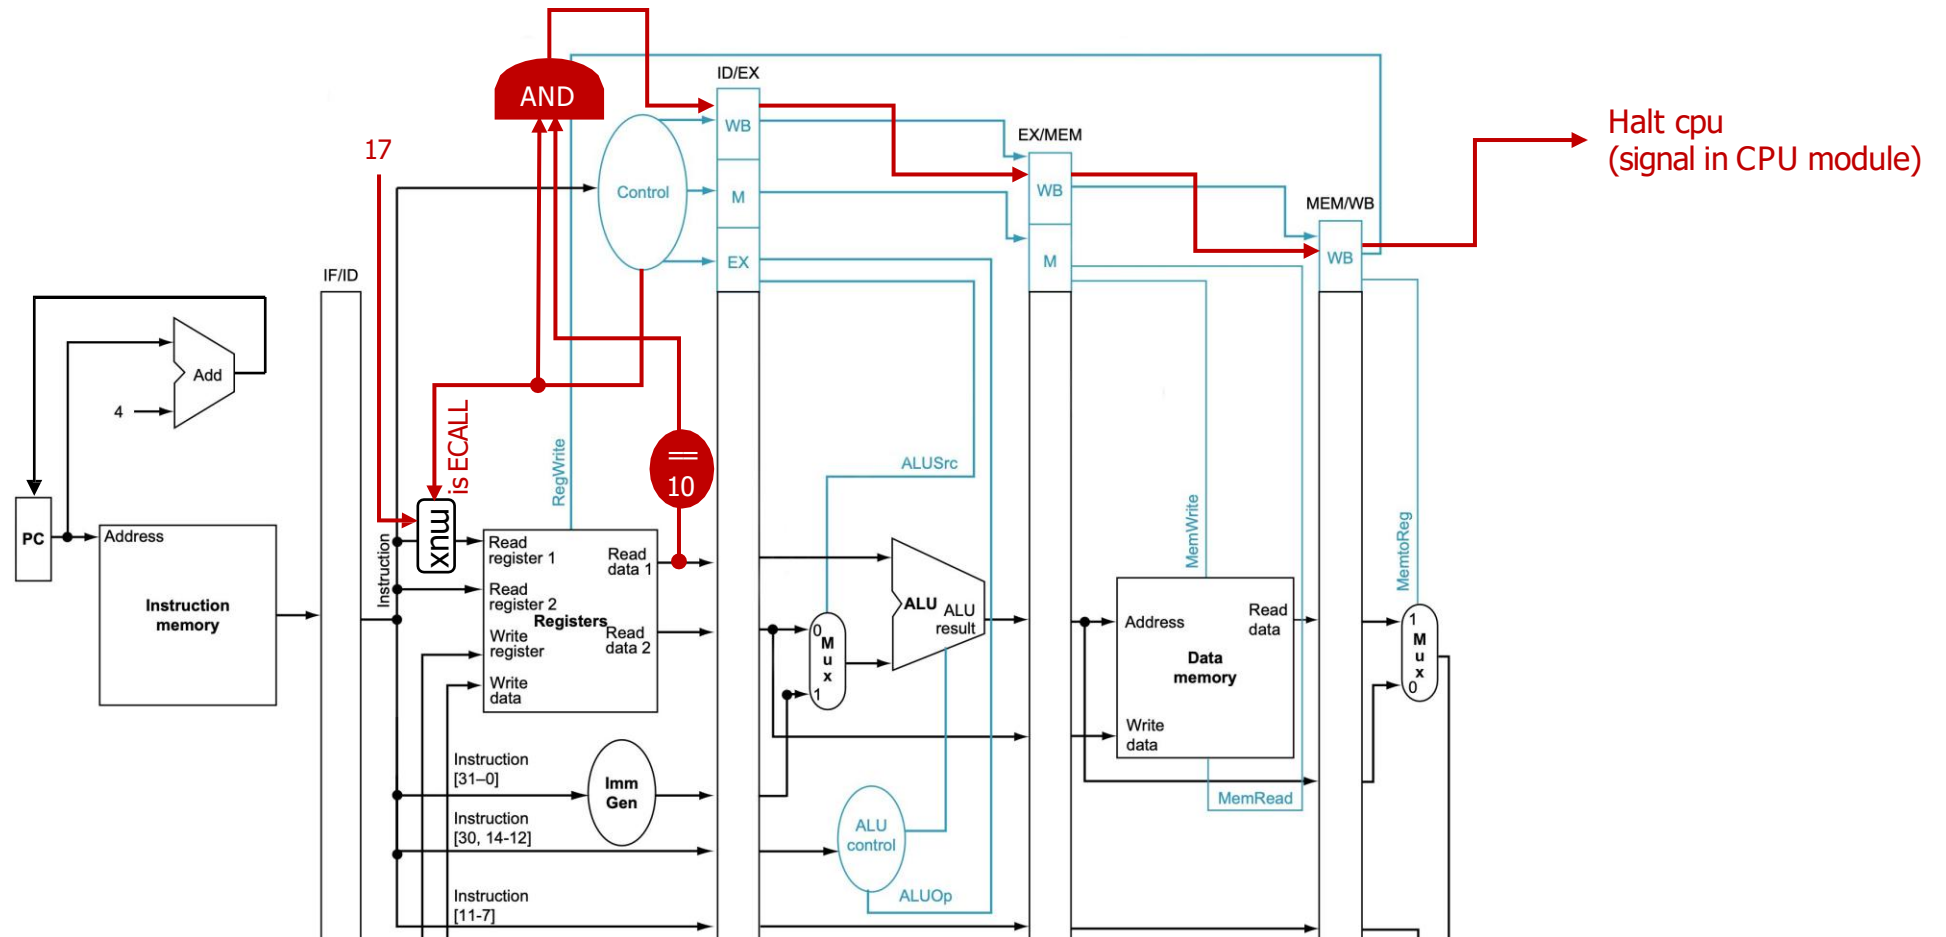 AND
ID/EX
WB
Halt cpu
(signal in CPU module)
EX/MEM
17
Control
M
WB
MEM/WB
EX
M
WB
IF/ID
Add
4
is ECALL
RegWrite
==
10
ALUSrc
MemWrite
MemtoReg
PC
Address
Instruction
memory
Instruction
mux
Read
register 1
Read
register 2
Registers
Write
register
Write
data
Read
data 1
Read
data 2
0
M
u
x
1
ALU
ALU
result
Address
Read
data
Data
memory
Write
data
1
M
u
x
0
Instruction
[31–0]
Imm
Gen
MemRead
Instruction
[30, 14-12]
ALU
control
Instruction
[11-7]
ALUOp